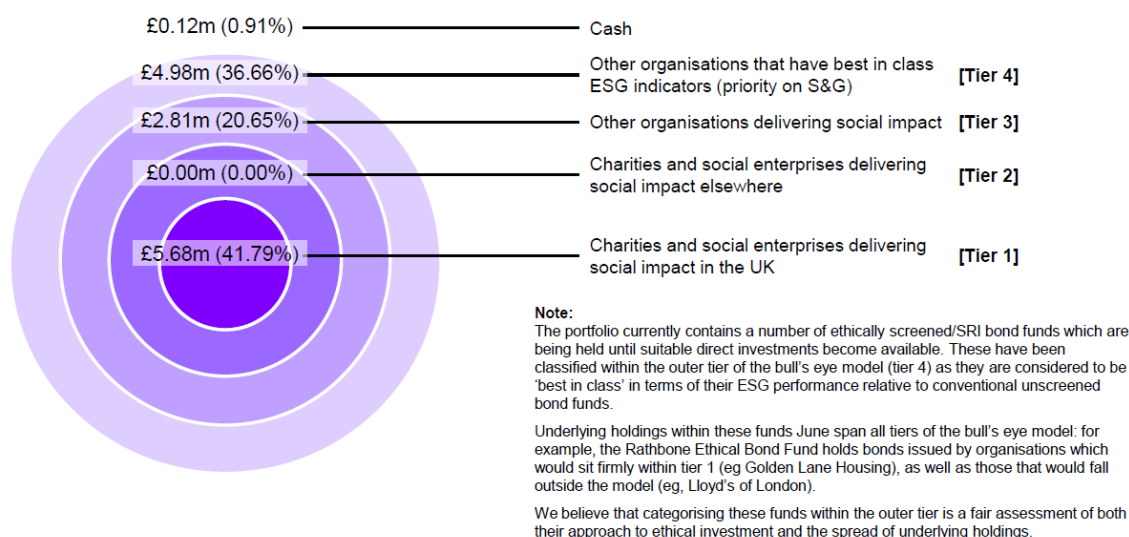 £0.12m (0.91%) Cash
£4.98m (36.66%) Other organisations that have best in class
ESG indicators (priority on S&G) [Tier 4]
£2.81m (20.65%) Other organisations delivering social impact [Tier 3]
£0.00m (0.00%) Charities and social enterprises delivering
social impact elsewhere [Tier 2]
£5.68m (41.79%) Charities and social enterprises delivering
social impact in the UK [Tier 1]
Note:
The portfolio currently contains a number of ethically screened/SRI bond funds which are
being held until suitable direct investments become available. These have been
classified within the outer tier of the bull's eye model (tier 4) as they are considered to be
'best in class' in terms of their ESG performance relative to conventional unscreened
bond funds.
Underlying holdings within these funds June span all tiers of the bull's eye model: for
example, the Rathbone Ethical Bond Fund holds bonds issued by organisations which
would sit firmly within tier 1 (eg Golden Lane Housing), as well as those that would fall
outside the model (eg, Lloyd's of London).
We believe that categorising these funds within the outer tier is a fair assessment of both
their approach to ethical investment and the spread of underlying holdings.